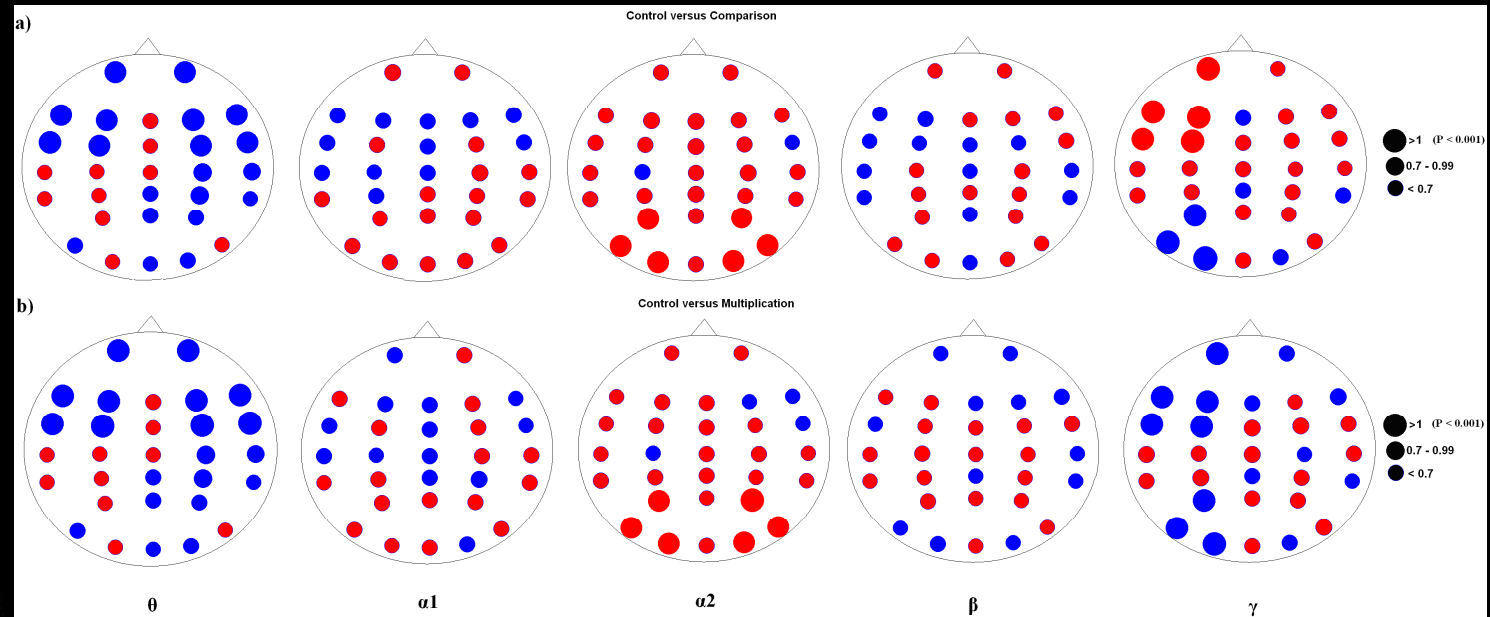 Control versus Comparison
a)
>1 (P < 0.001)
0.7 - 0.99
< 0.7
Control versus Multiplication
b)
>1 (P < 0.001)
0.7 - 0.99
< 0.7
θ α1 α2 β γ